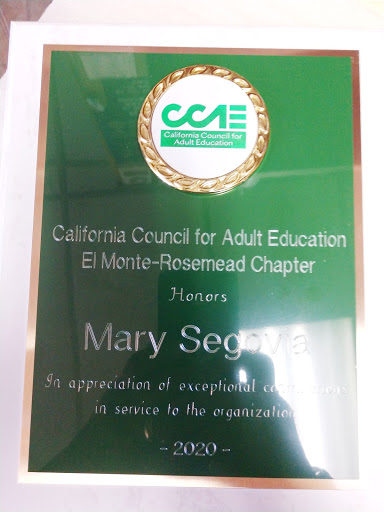 CCAE
California Council for
Adult Education
California Council for Adult Education
El Monte-Rosemead Chapter
Honors
Mary Segovia
In appreciation of exceptional contributions
in service to the organization
- 2020 -